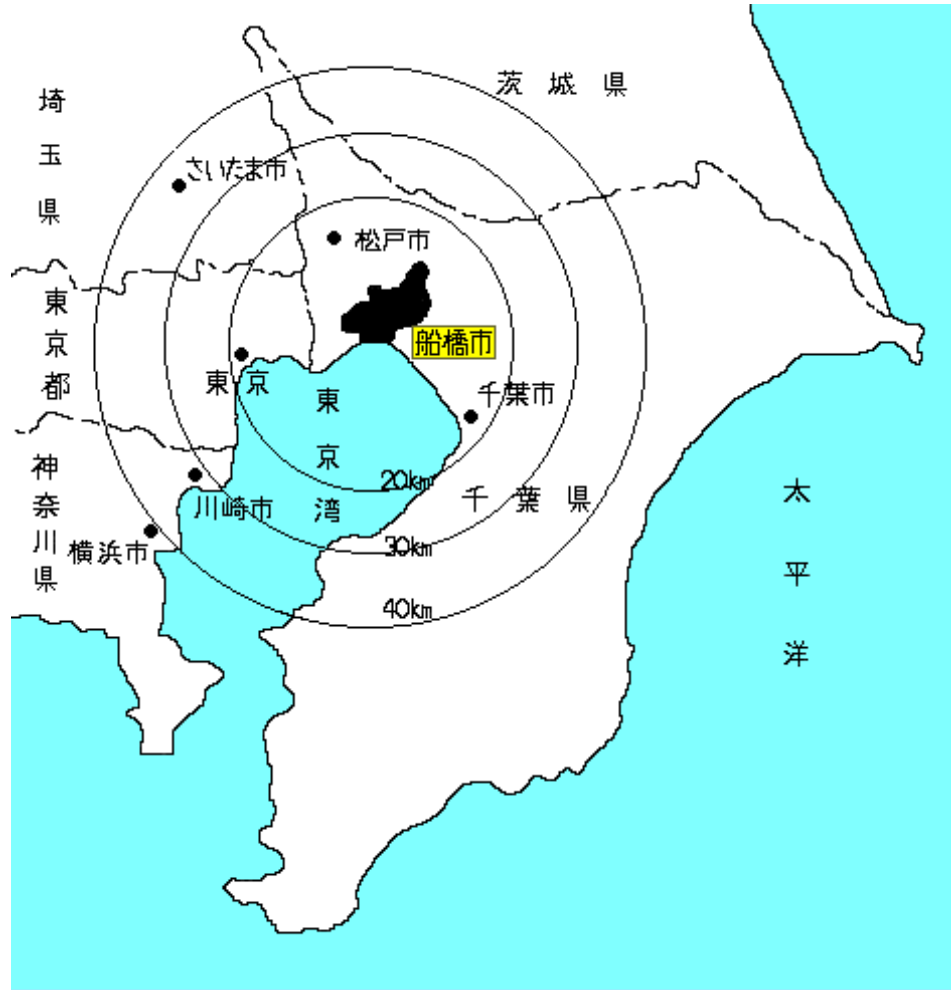 茨城県
埼玉県
さいたま市
松戸市
東京都
船橋市
東京
千葉市
東京湾
20km
千葉県
太平洋
神奈川県
川崎市
横浜市
30km
40km